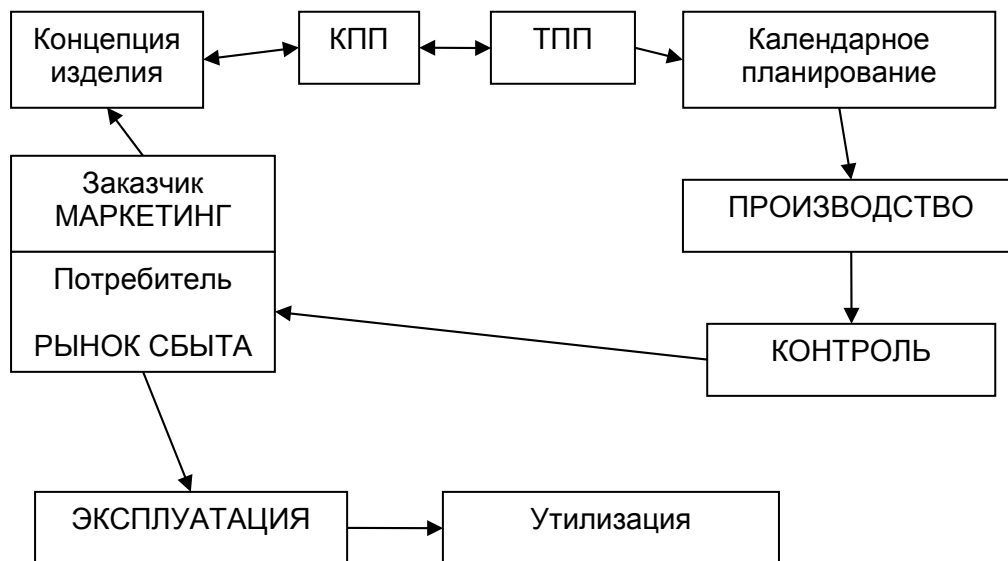 Концепция
изделия
КПП
ТПП
Календарное
планирование
Заказчик
МАРКЕТИНГ
ПРОИЗВОДСТВО
Потребитель
РЫНОК СБЫТА
КОНТРОЛЬ
ЭКСПЛУАТАЦИЯ
Утилизация